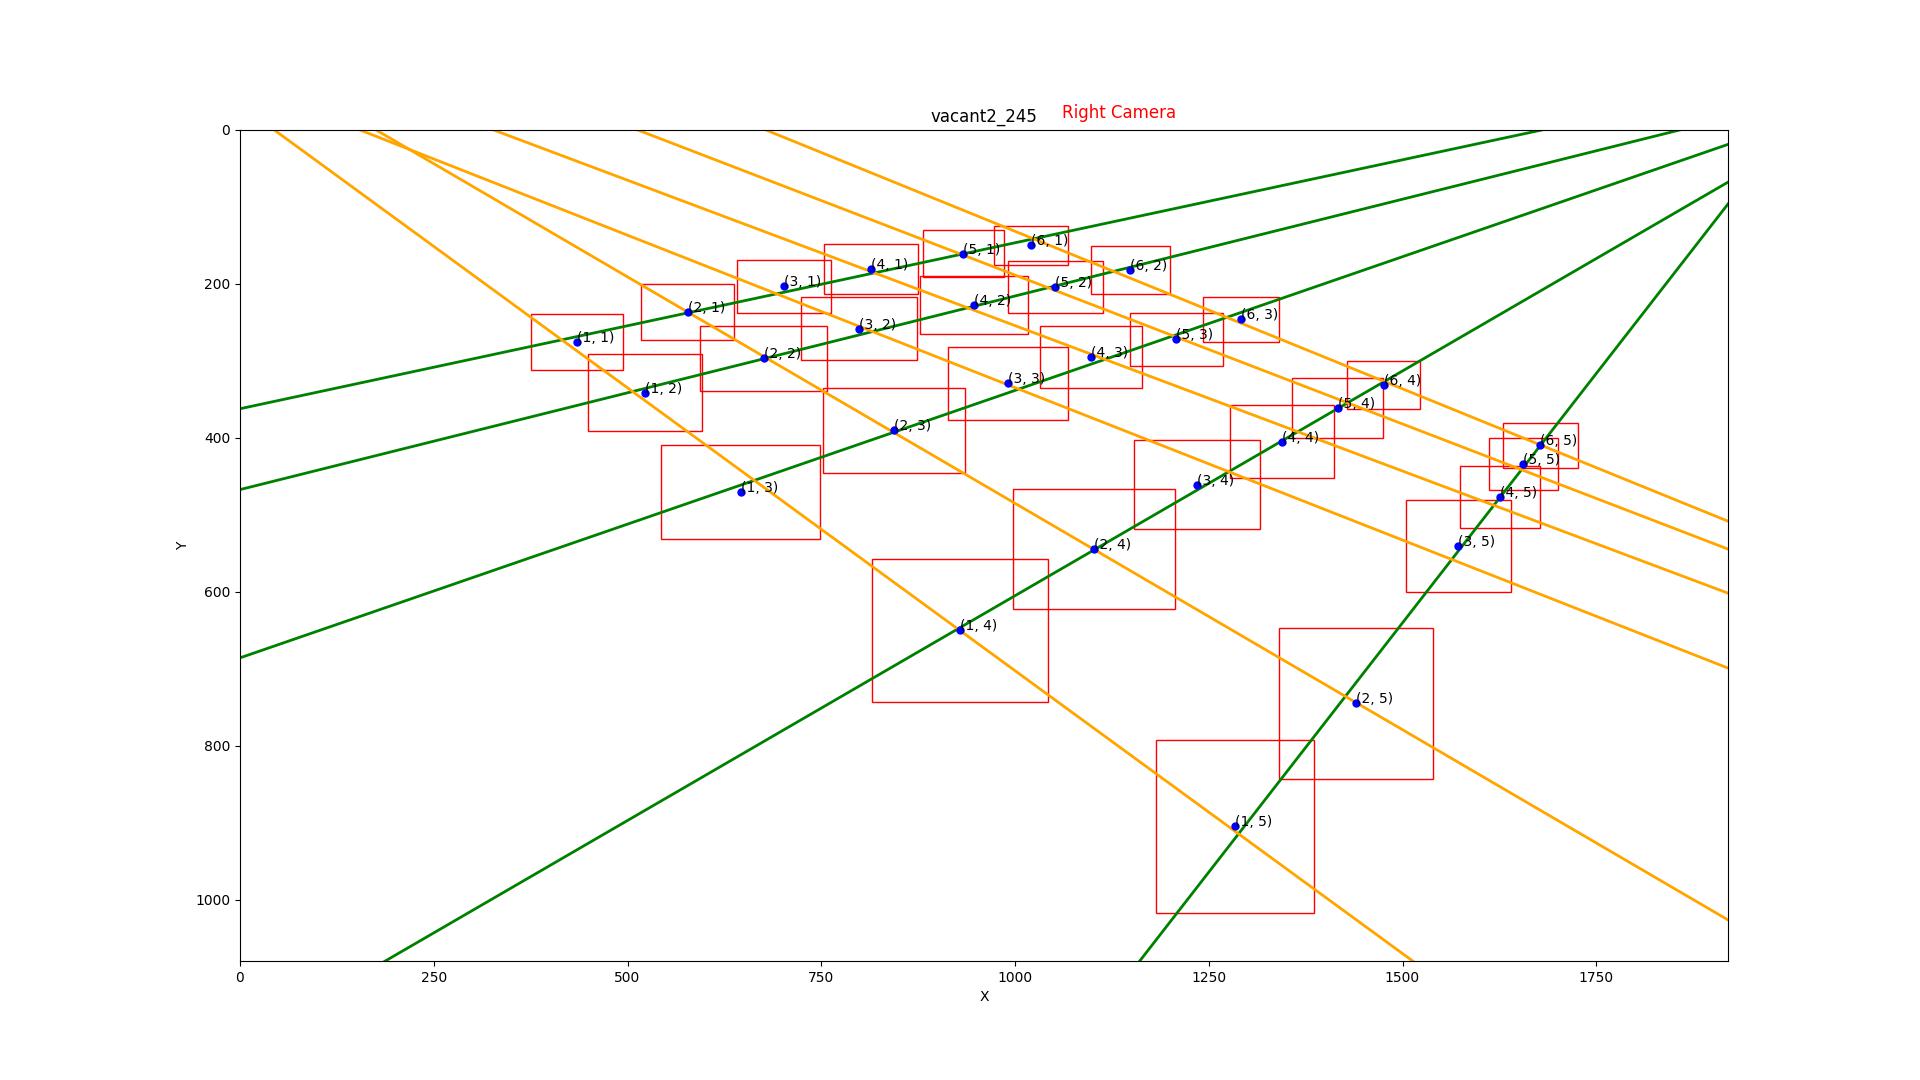 vacant2_245 Right Camera
0
(6, 1)
(5, 1)
(4, 1) (6, 2)
(3, 1) (5, 2)
200
(2, 1) (4, 2)
(3, 2) (6, 3)
(1, 1) (5, 3)
(2, 2) (4, 3)
(1, 2) (3, 3) (6, 4)
(5, 4)
400
(2, 3) (4, 4) (6, 5)
(5, 5)
(1, 3) (3, 4) (4, 5)
(2, 4) (3, 5)
Y
600
(1, 4)
(2, 5)
800
(1, 5)
1000
0 250 500 750 1000 1250 1500 1750
X